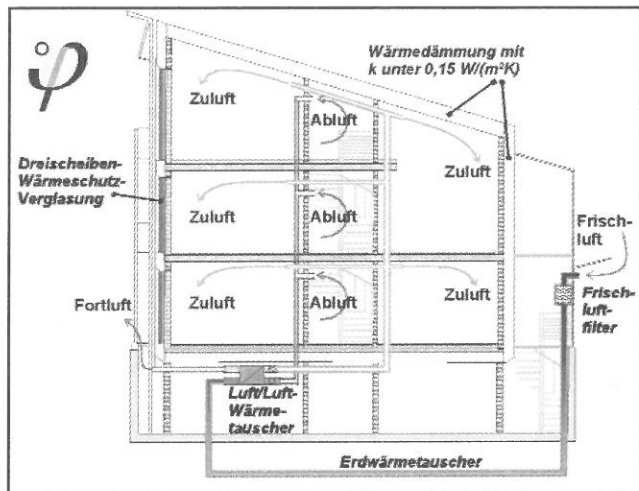 φ
Wärmedämmung mit
k unter 0,15 W/(m²K)
Zuluft
Abluft
Zuluft
Dreischeiben-
Wärmeschutz-
Verglasung
Zuluft
Abluft
Frisch-
luft
Zuluft
Abluft
Zuluft
Fortluft
Frisch-
luft-
filter
Luft/Luft-
Wärme-
tauscher
Erdwärmetauscher